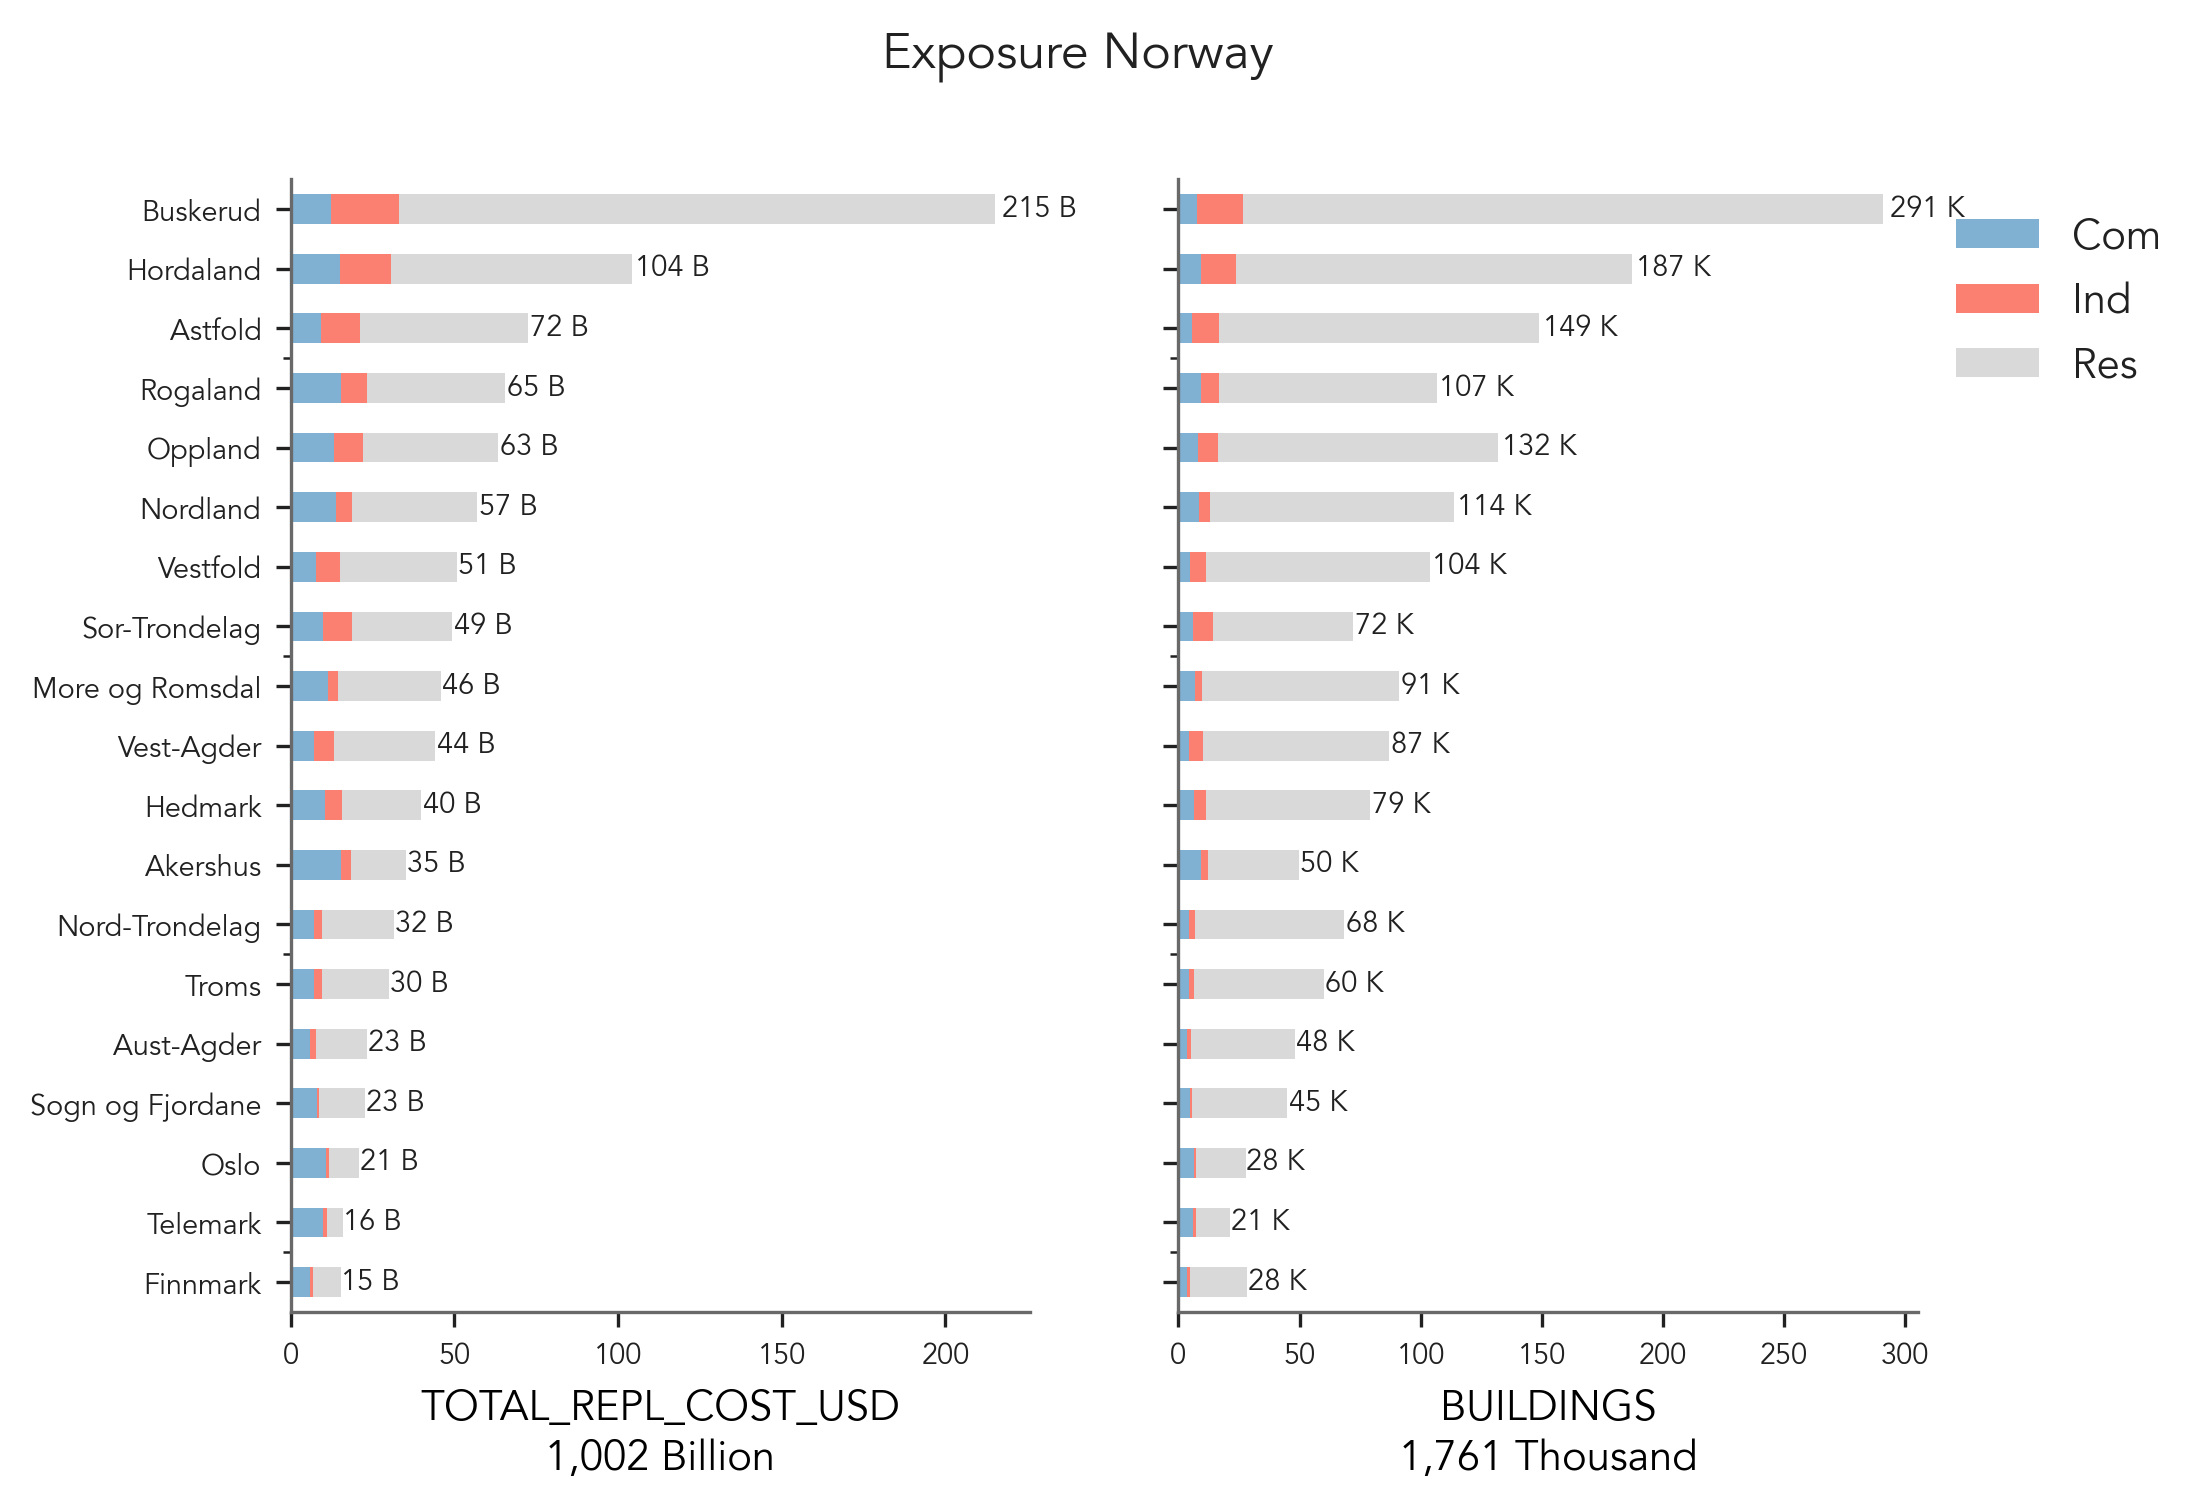 Exposure Norway
Buskerud 215 B 291 K
Hordaland 104 B 187 K
Astfold 72 B 149 K
Rogaland 65 B 107 K
Oppland 63 B 132 K
Nordland 57 B 114 K
Vestfold 51 B 104 K
Sor-Trondelag 49 B 72 K
More og Romsdal 46 B 91 K
Vest-Agder 44 B 87 K
Hedmark 40 B 79 K
Akershus 35 B 50 K
Nord-Trondelag 32 B 68 K
Troms 30 B 60 K
Aust-Agder 23 B 48 K
Sogn og Fjordane 23 B 45 K
Oslo 21 B 28 K
Telemark 16 B 21 K
Finnmark 15 B 28 K
0 50 100 150 200
TOTAL_REPL_COST_USD
1,002 Billion
0 50 100 150 200 250 300
BUILDINGS
1,761 Thousand
Com
Ind
Res